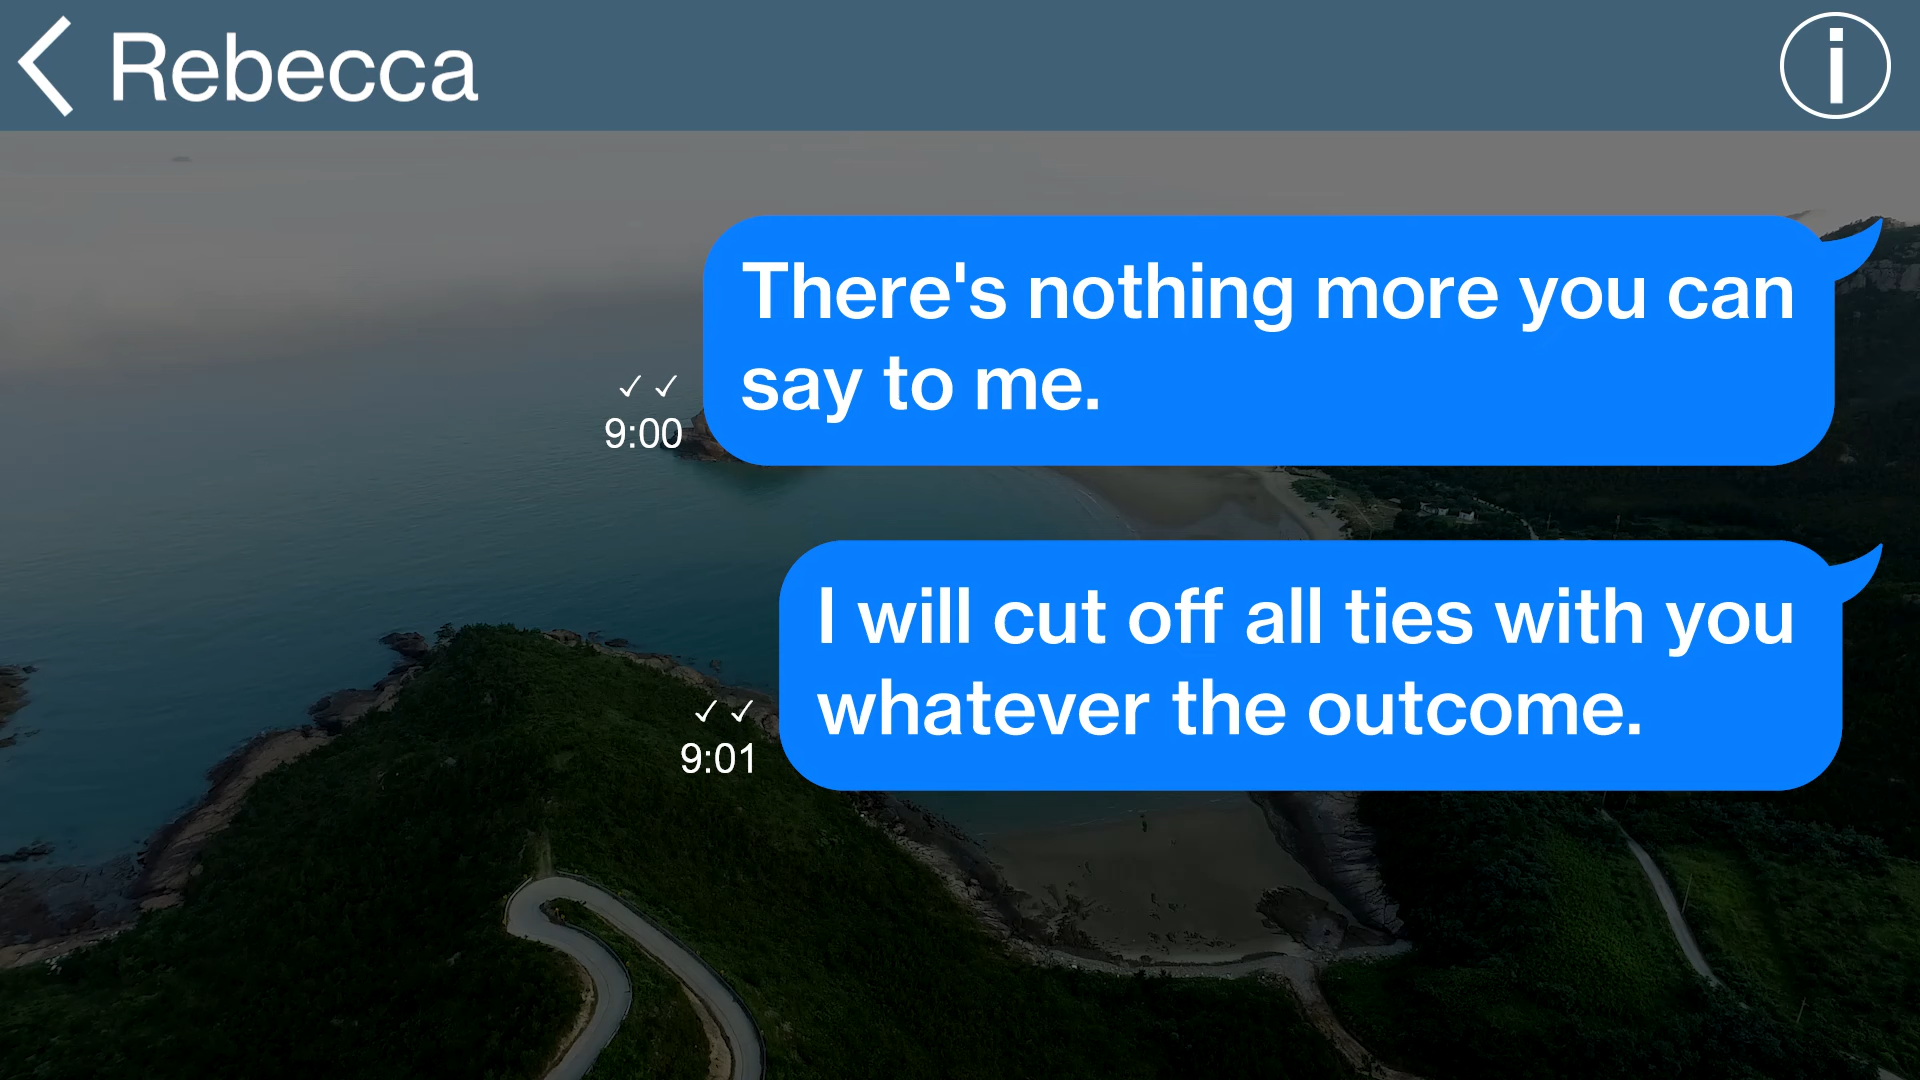 Rebecca
There's nothing more you can
say to me.
✓ ✓
9:00
I will cut off all ties with you
whatever the outcome.
✓ ✓
9:01